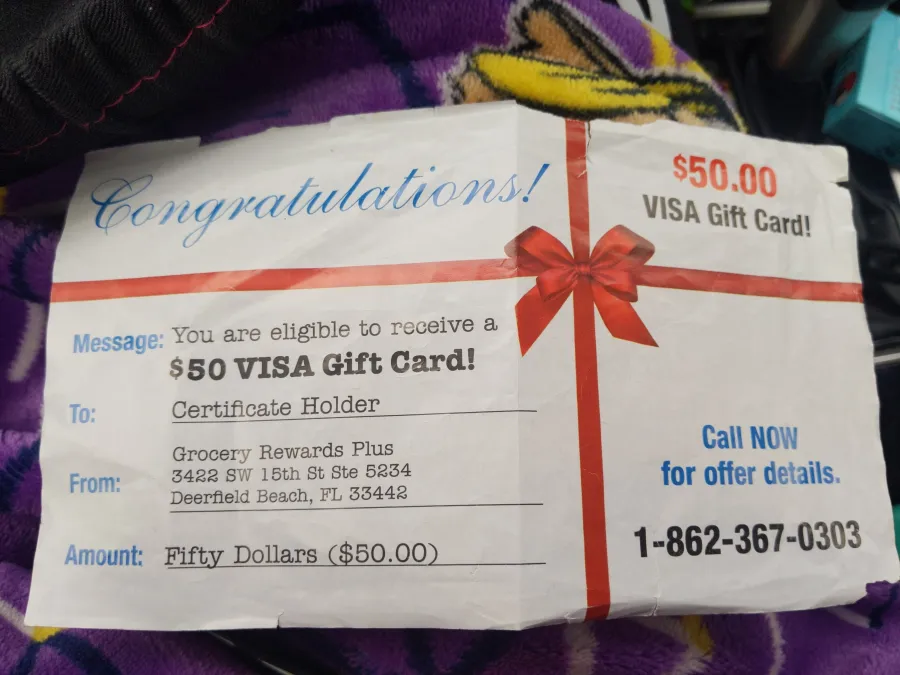 Congratulations!
$50.00
VISA Gift Card!
Message: You are eligible to receive a
$50 VISA Gift Card!
To: Certificate Holder
From: Grocery Rewards Plus
3422 SW 15th St Ste 5234
Deerfield Beach, FL 33442
Amount: Fifty Dollars ($50.00)
Call NOW
for offer details.
1-862-367-0303